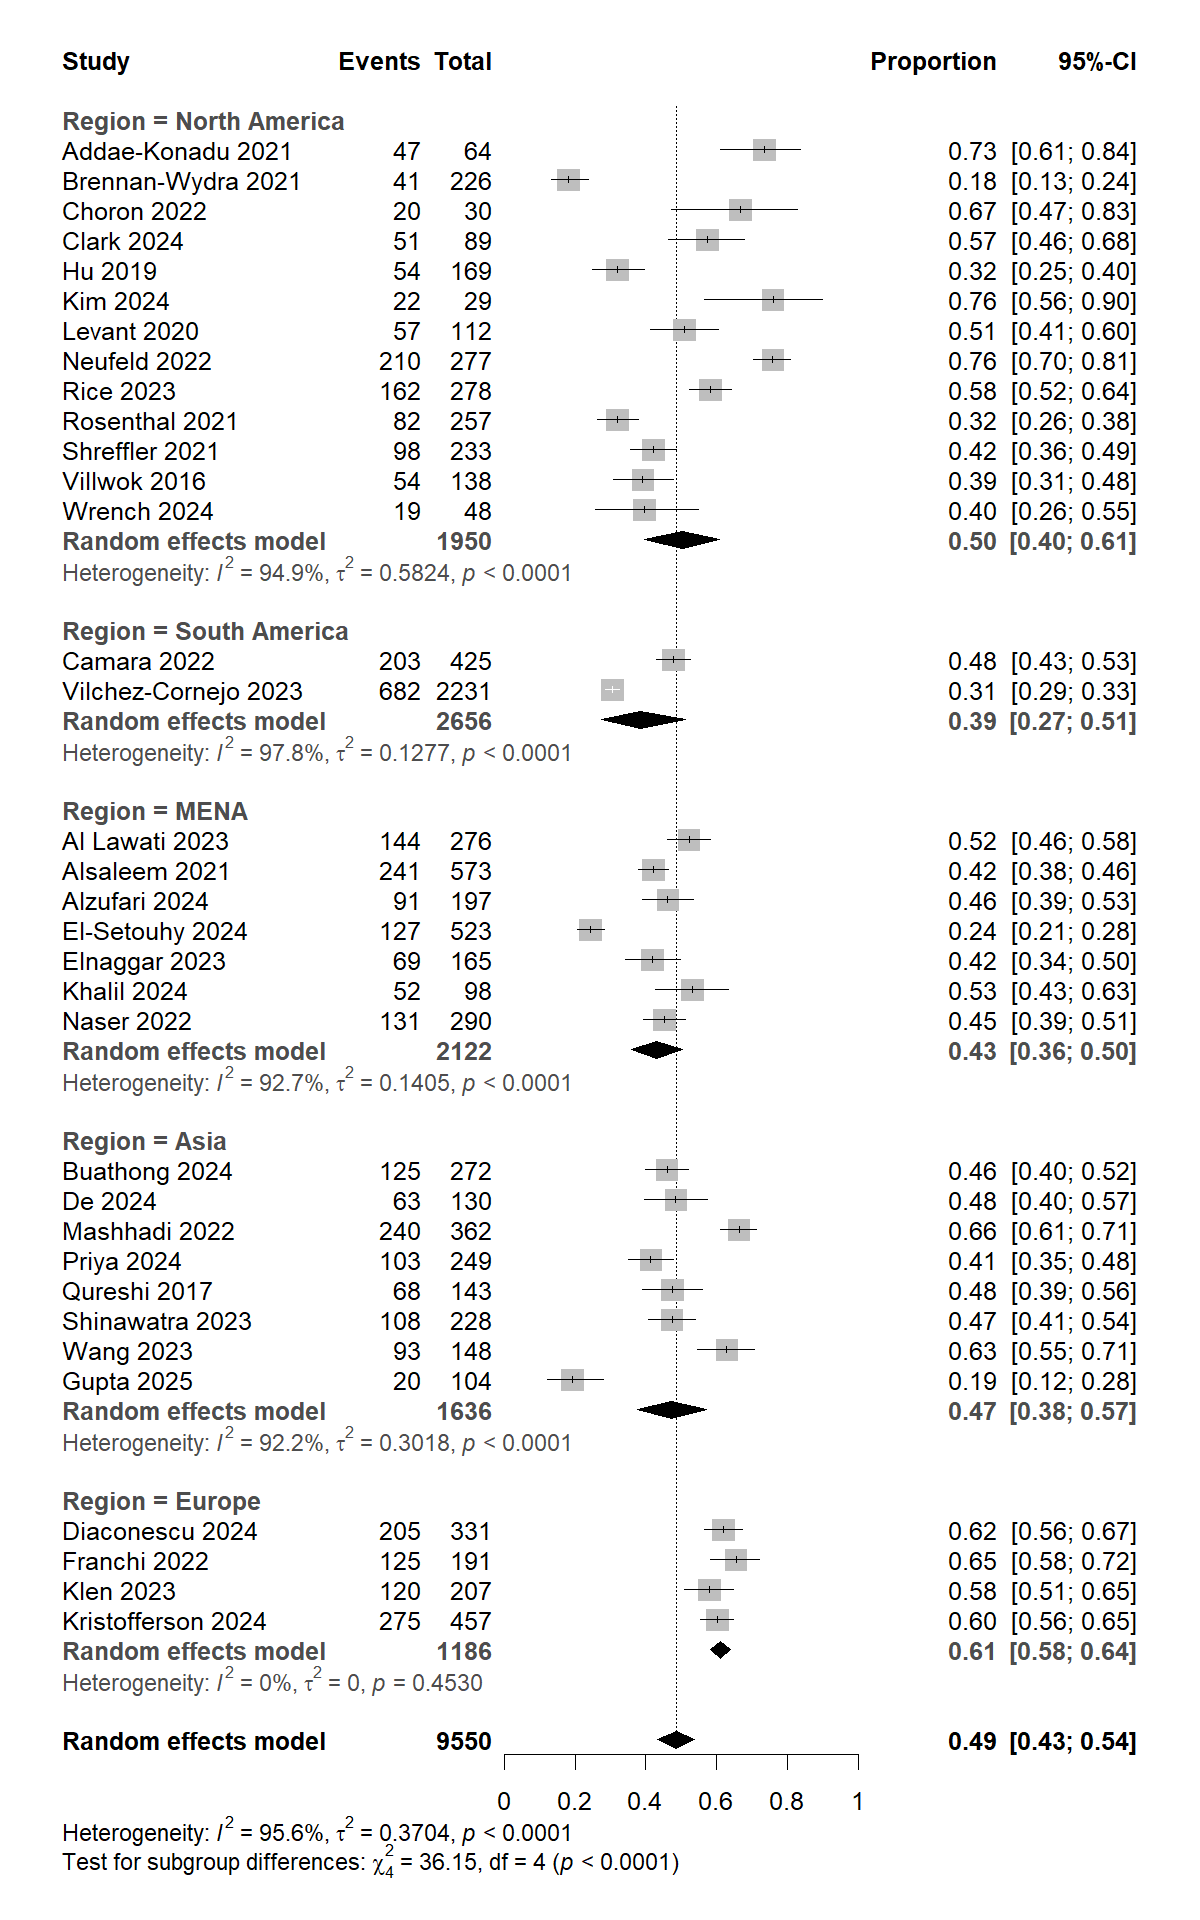 Study Events Total Proportion 95%-CI
Region = North America
Addae-Konadu 2021 47 64 0.73 [0.61; 0.84]
Brennan-Wydra 2021 41 226 0.18 [0.13; 0.24]
Choron 2022 20 30 0.67 [0.47; 0.83]
Clark 2024 51 89 0.57 [0.46; 0.68]
Hu 2019 54 169 0.32 [0.25; 0.40]
Kim 2024 22 29 0.76 [0.56; 0.90]
Levant 2020 57 112 0.51 [0.41; 0.60]
Neufeld 2022 210 277 0.76 [0.70; 0.81]
Rice 2023 162 278 0.58 [0.52; 0.64]
Rosenthal 2021 82 257 0.32 [0.26; 0.38]
Shreffler 2021 98 233 0.42 [0.36; 0.49]
Villwok 2016 54 138 0.39 [0.31; 0.48]
Wrench 2024 19 48 0.40 [0.26; 0.55]
Random effects model 1950 0.50 [0.40; 0.61]
Heterogeneity: I² = 94.9%, τ² = 0.5824, p < 0.0001
Region = South America
Camara 2022 203 425 0.48 [0.43; 0.53]
Vilchez-Cornejo 2023 682 2231 0.31 [0.29; 0.33]
Random effects model 2656 0.39 [0.27; 0.51]
Heterogeneity: I² = 97.8%, τ² = 0.1277, p < 0.0001
Region = MENA
Al Lawati 2023 144 276 0.52 [0.46; 0.58]
Alsaleem 2021 241 573 0.42 [0.38; 0.46]
Alzufari 2024 91 197 0.46 [0.39; 0.53]
El-Setouhy 2024 127 523 0.24 [0.21; 0.28]
Elnaggar 2023 69 165 0.42 [0.34; 0.50]
Khalil 2024 52 98 0.53 [0.43; 0.63]
Naser 2022 131 290 0.45 [0.39; 0.51]
Random effects model 2122 0.43 [0.36; 0.50]
Heterogeneity: I² = 92.7%, τ² = 0.1405, p < 0.0001
Region = Asia
Buathong 2024 125 272 0.46 [0.40; 0.52]
De 2024 63 130 0.48 [0.40; 0.57]
Mashhadi 2022 240 362 0.66 [0.61; 0.71]
Priya 2024 103 249 0.41 [0.35; 0.48]
Qureshi 2017 68 143 0.48 [0.39; 0.56]
Shinawatra 2023 108 228 0.47 [0.41; 0.54]
Wang 2023 93 148 0.63 [0.55; 0.71]
Gupta 2025 20 104 0.19 [0.12; 0.28]
Random effects model 1636 0.47 [0.38; 0.57]
Heterogeneity: I² = 92.2%, τ² = 0.3018, p < 0.0001
Region = Europe
Diaconescu 2024 205 331 0.62 [0.56; 0.67]
Franchi 2022 125 191 0.65 [0.58; 0.72]
Klen 2023 120 207 0.58 [0.51; 0.65]
Kristofferson 2024 275 457 0.60 [0.56; 0.65]
Random effects model 1186 0.61 [0.58; 0.64]
Heterogeneity: I² = 0%, τ² = 0, p = 0.4530
Random effects model 9550 0.49 [0.43; 0.54]
0 0.2 0.4 0.6 0.8 1
Heterogeneity: I² = 95.6%, τ² = 0.3704, p < 0.0001
Test for subgroup differences: χ²₄ = 36.15, df = 4 (p < 0.0001)